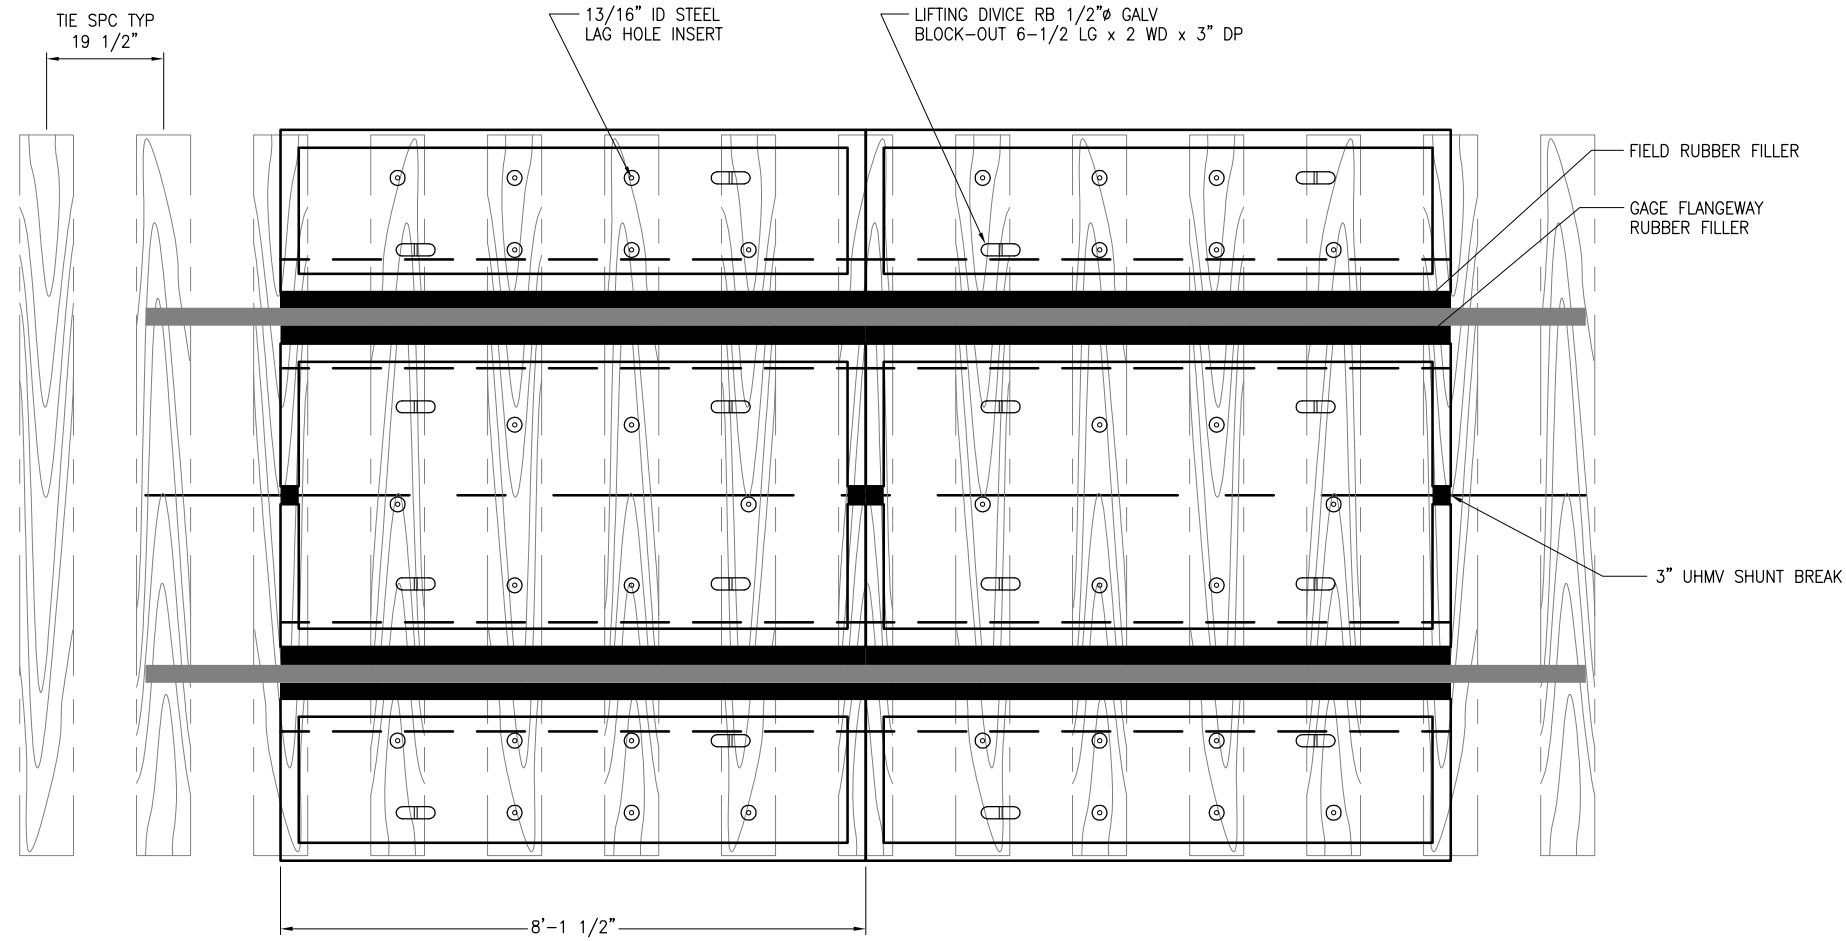 TIE SPC TYP
19 1/2"
13/16" ID STEEL
LAG HOLE INSERT
LIFTING DIVICE RB 1/2"ø GALV
BLOCK-OUT 6-1/2 LG x 2 WD x 3" DP
FIELD RUBBER FILLER
GAGE FLANGEWAY
RUBBER FILLER
3" UHMV SHUNT BREAK
8'-1 1/2"